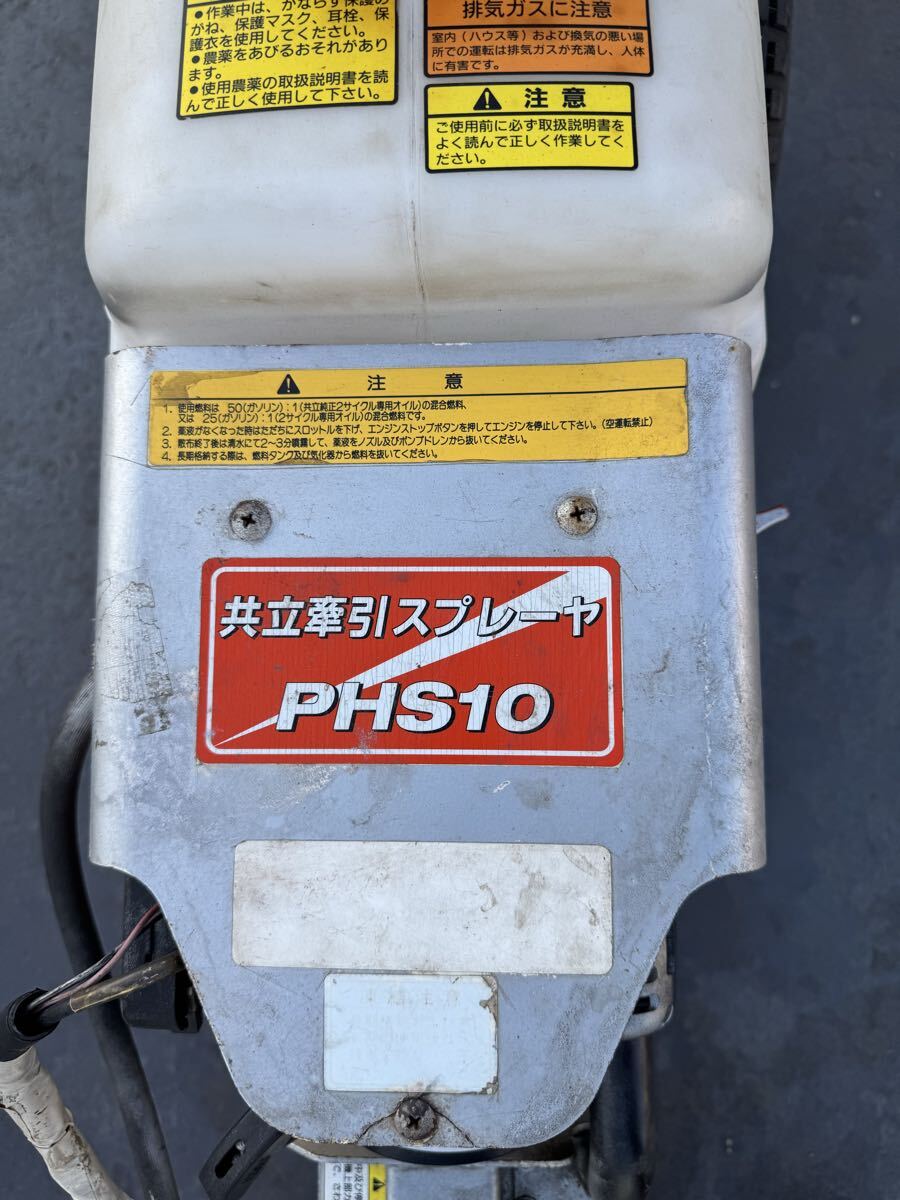 ●作業中は、かならず保護め
がね、保護マスク、耳栓、保
護衣を使用してください。
●農薬をあびるおそれがあり
ます。
●使用農薬の取扱説明書を読
んで正しく使用して下さい。
排気ガスに注意
室内（ハウス等）および換気の悪い場
所での運転は排気ガスが充満し、人体
に有害です。
注意
ご使用前に必ず取扱説明書を
よく読んで正しく作業してく
ださい。
注意
1. 使用燃料は 50(ガソリン)：1(共立純正2サイクル専用オイル)の混合燃料、
又は 25(ガソリン)：1(2サイクル専用オイル)の混合燃料です。
2. 薬液がなくなった時はただちにスロットルを下げ、エンジンストップボタンを押してエンジンを停止して下さい。(空運転禁止)
3. 散布終了後は清水にて2～3分噴霧して、薬液をノズル及びポンプドレンから抜いてください。
4. 長期格納する際は、燃料タンク及び気化器から燃料を抜いてください。
共立牽引スプレーヤ
PHS10